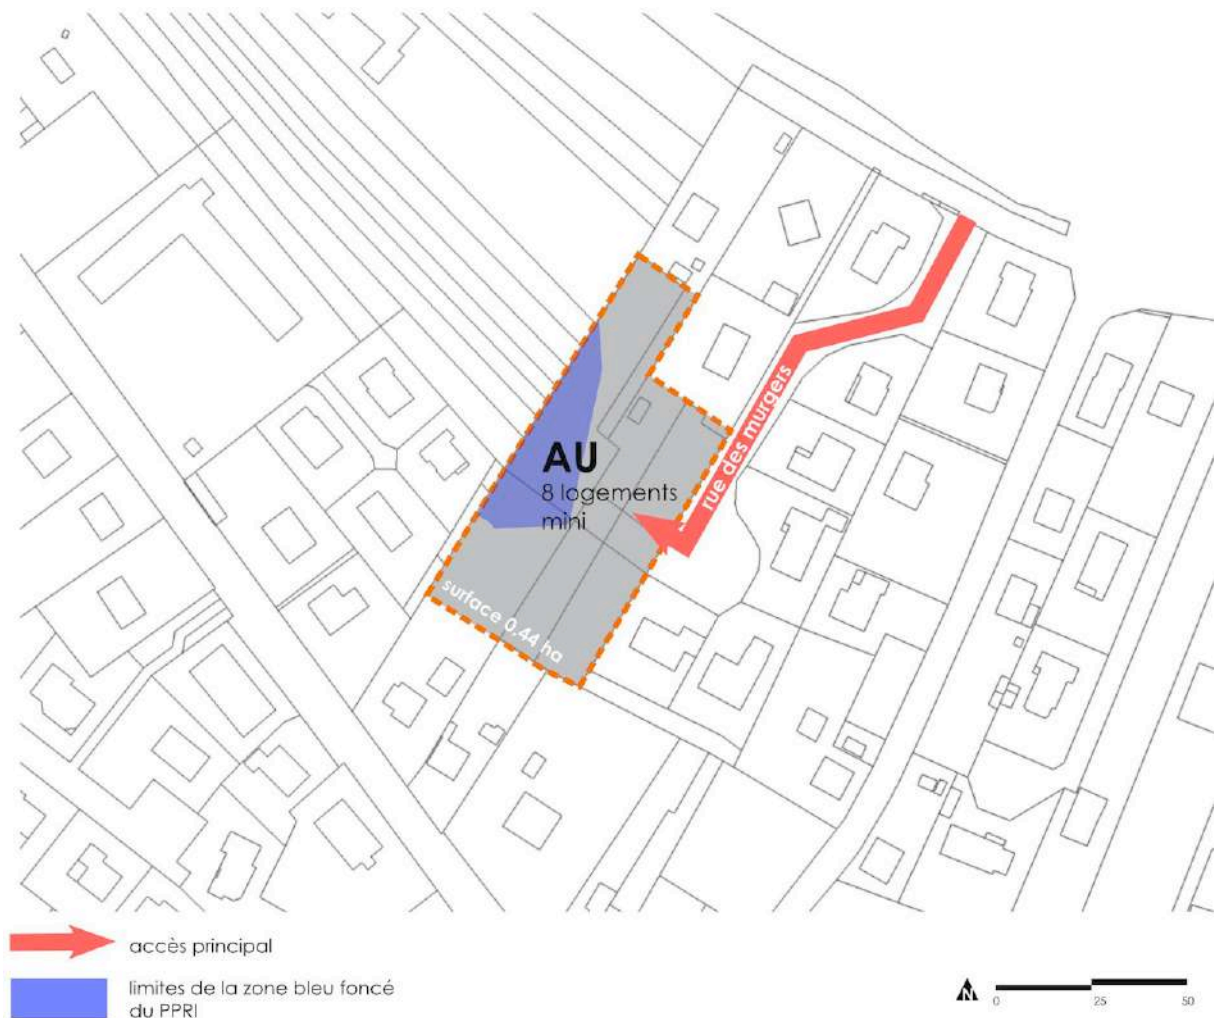 rue des murgers
AU
8 logements
mini
surface 0,44 ha
accès principal
limites de la zone bleu foncé
du PPRI
N
0
25
50